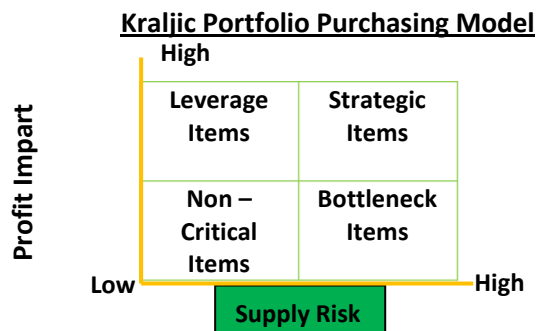 Kraljic Portfolio Purchasing Model
High
Leverage
Items
Strategic
Items
Profit Impart
Non –
Critical
Items
Bottleneck
Items
Low
High
Supply Risk